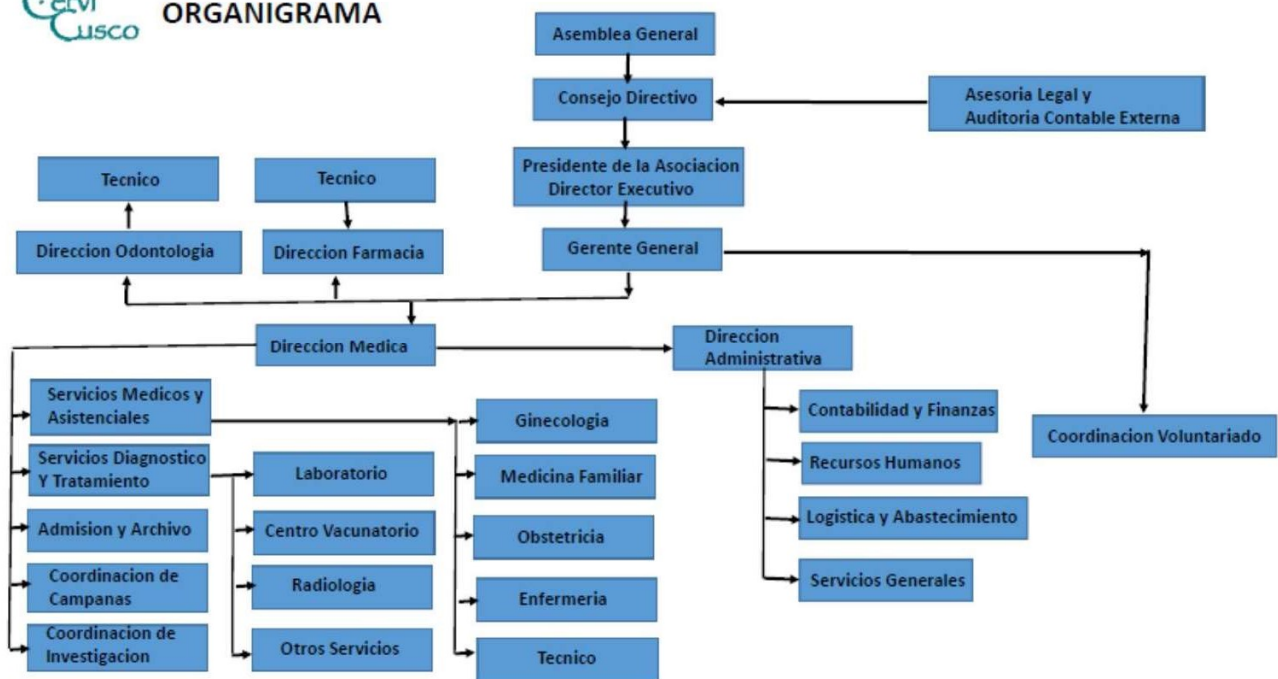 Cervi
Cusco
ORGANIGRAMA
Asemblea General
Consejo Directivo
Asesoria Legal y
Auditoria Contable Externa
Presidente de la Asociacion
Director Executivo
Tecnico
Tecnico
Direccion Odontologia
Direccion Farmacia
Gerente General
Direccion Medica
Direccion
Administrativa
Servicios Medicos y
Asistenciales
Servicios Diagnostico
Y Tratamiento
Admision y Archivo
Coordinacion de
Campanas
Coordinacion de
Investigacion
Laboratorio
Centro Vacunatorio
Radiologia
Otros Servicios
Ginecologia
Medicina Familiar
Obstetricia
Enfermeria
Tecnico
Contabilidad y Finanzas
Recursos Humanos
Logistica y Abastecimiento
Servicios Generales
Coordinacion Voluntariado